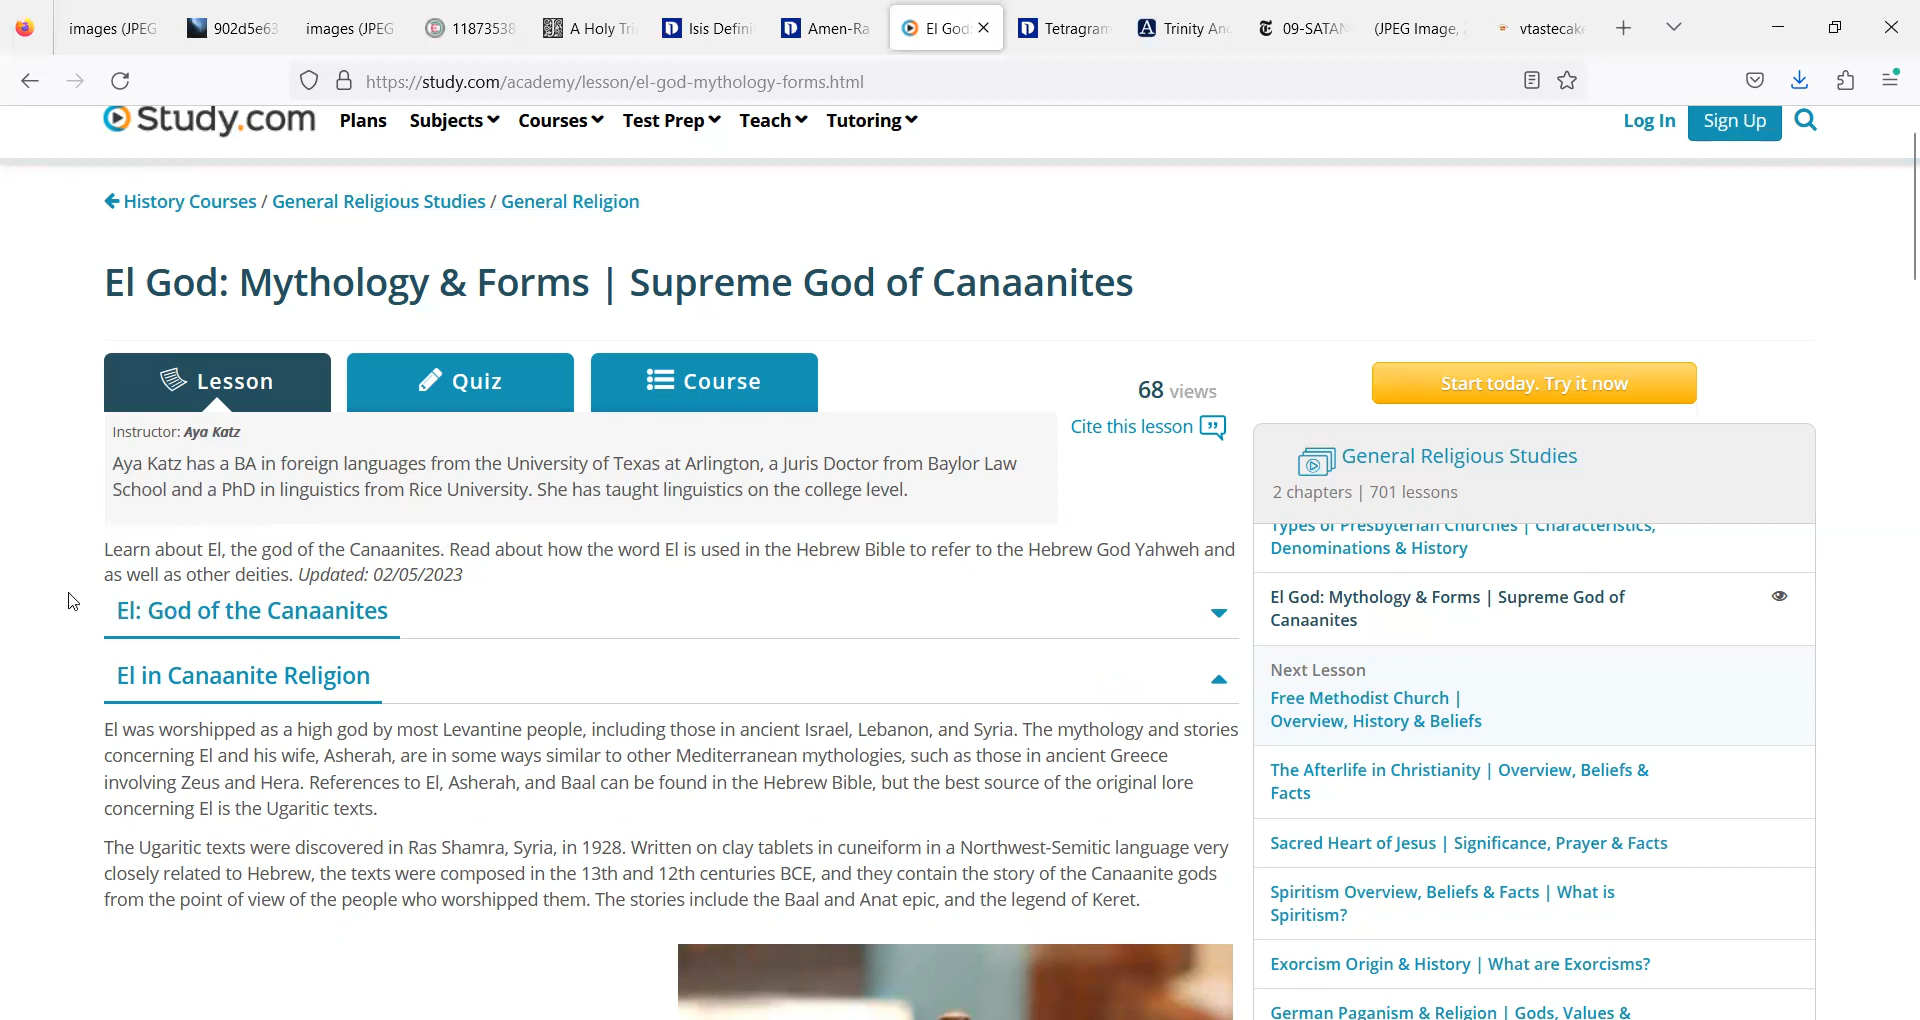 images (JPEG
902d5e63
images (JPEG
11873538
A Holy Tri
Isis Defini
Amen-Ra
El God:
Tetragram
Trinity And
09-SATAN
(JPEG Image,
vtastecake
https://study.com/academy/lesson/el-god-mythology-forms.html
Study.com
Plans
Subjects
Courses
Test Prep
Teach
Tutoring
Log In
Sign Up
History Courses / General Religious Studies / General Religion
El God: Mythology & Forms | Supreme God of Canaanites
Lesson
Quiz
Course
68 views
Cite this lesson
Start today. Try it now
Instructor: Aya Katz
Aya Katz has a BA in foreign languages from the University of Texas at Arlington, a Juris Doctor from Baylor Law
School and a PhD in linguistics from Rice University. She has taught linguistics on the college level.
Learn about El, the god of the Canaanites. Read about how the word El is used in the Hebrew Bible to refer to the Hebrew God Yahweh and
as well as other deities. Updated: 02/05/2023
El: God of the Canaanites
El in Canaanite Religion
El was worshipped as a high god by most Levantine people, including those in ancient Israel, Lebanon, and Syria. The mythology and stories
concerning El and his wife, Asherah, are in some ways similar to other Mediterranean mythologies, such as those in ancient Greece
involving Zeus and Hera. References to El, Asherah, and Baal can be found in the Hebrew Bible, but the best source of the original lore
concerning El is the Ugaritic texts.
The Ugaritic texts were discovered in Ras Shamra, Syria, in 1928. Written on clay tablets in cuneiform in a Northwest-Semitic language very
closely related to Hebrew, the texts were composed in the 13th and 12th centuries BCE, and they contain the story of the Canaanite gods
from the point of view of the people who worshipped them. The stories include the Baal and Anat epic, and the legend of Keret.
General Religious Studies
2 chapters | 701 lessons
Types of Presbyterian Churches | Characteristics,
Denominations & History
El God: Mythology & Forms | Supreme God of
Canaanites
Next Lesson
Free Methodist Church |
Overview, History & Beliefs
The Afterlife in Christianity | Overview, Beliefs &
Facts
Sacred Heart of Jesus | Significance, Prayer & Facts
Spiritism Overview, Beliefs & Facts | What is
Spiritism?
Exorcism Origin & History | What are Exorcisms?
German Paganism & Religion | Gods, Values &